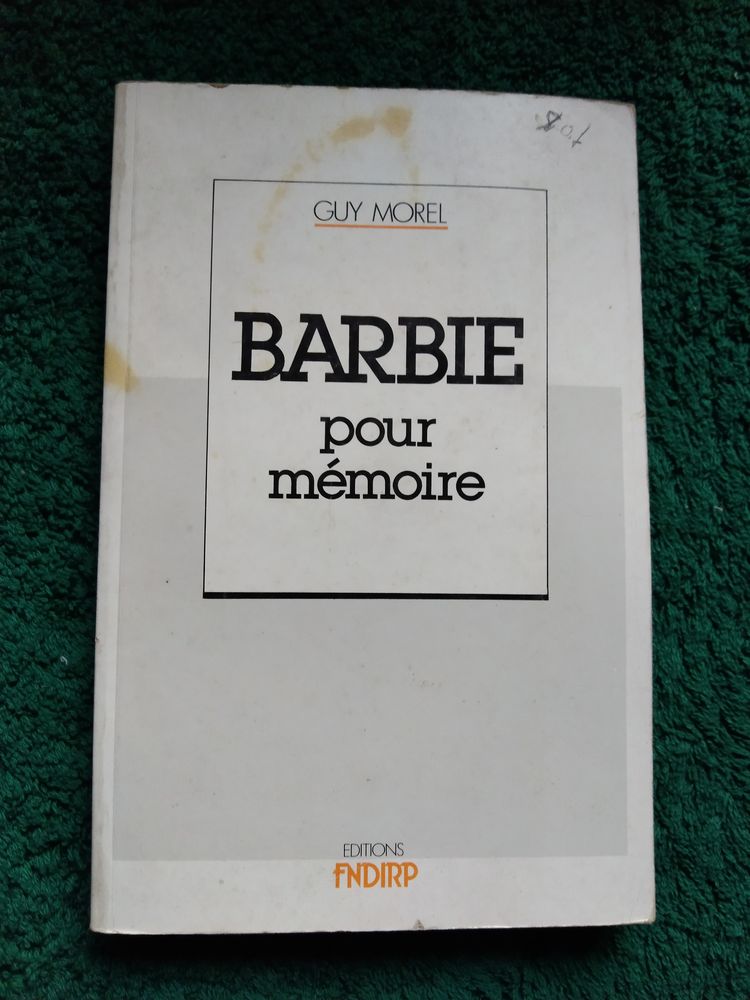 GUY MOREL
BARBIE
pour
mémoire
EDITIONS
FNDIRP